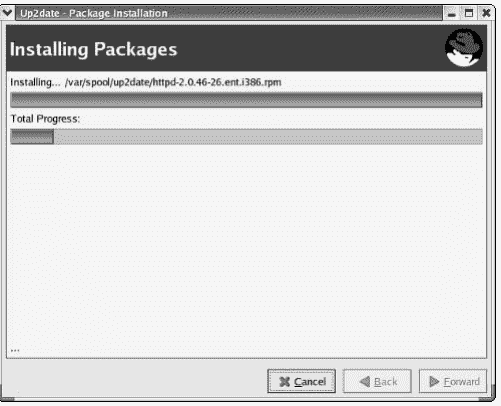 Up2date - Package Installation
Installing Packages
Installing... /var/spool/up2date/httpd-2.0.46-26.ent.i386.rpm
Total Progress:
...
Cancel
Back
Forward